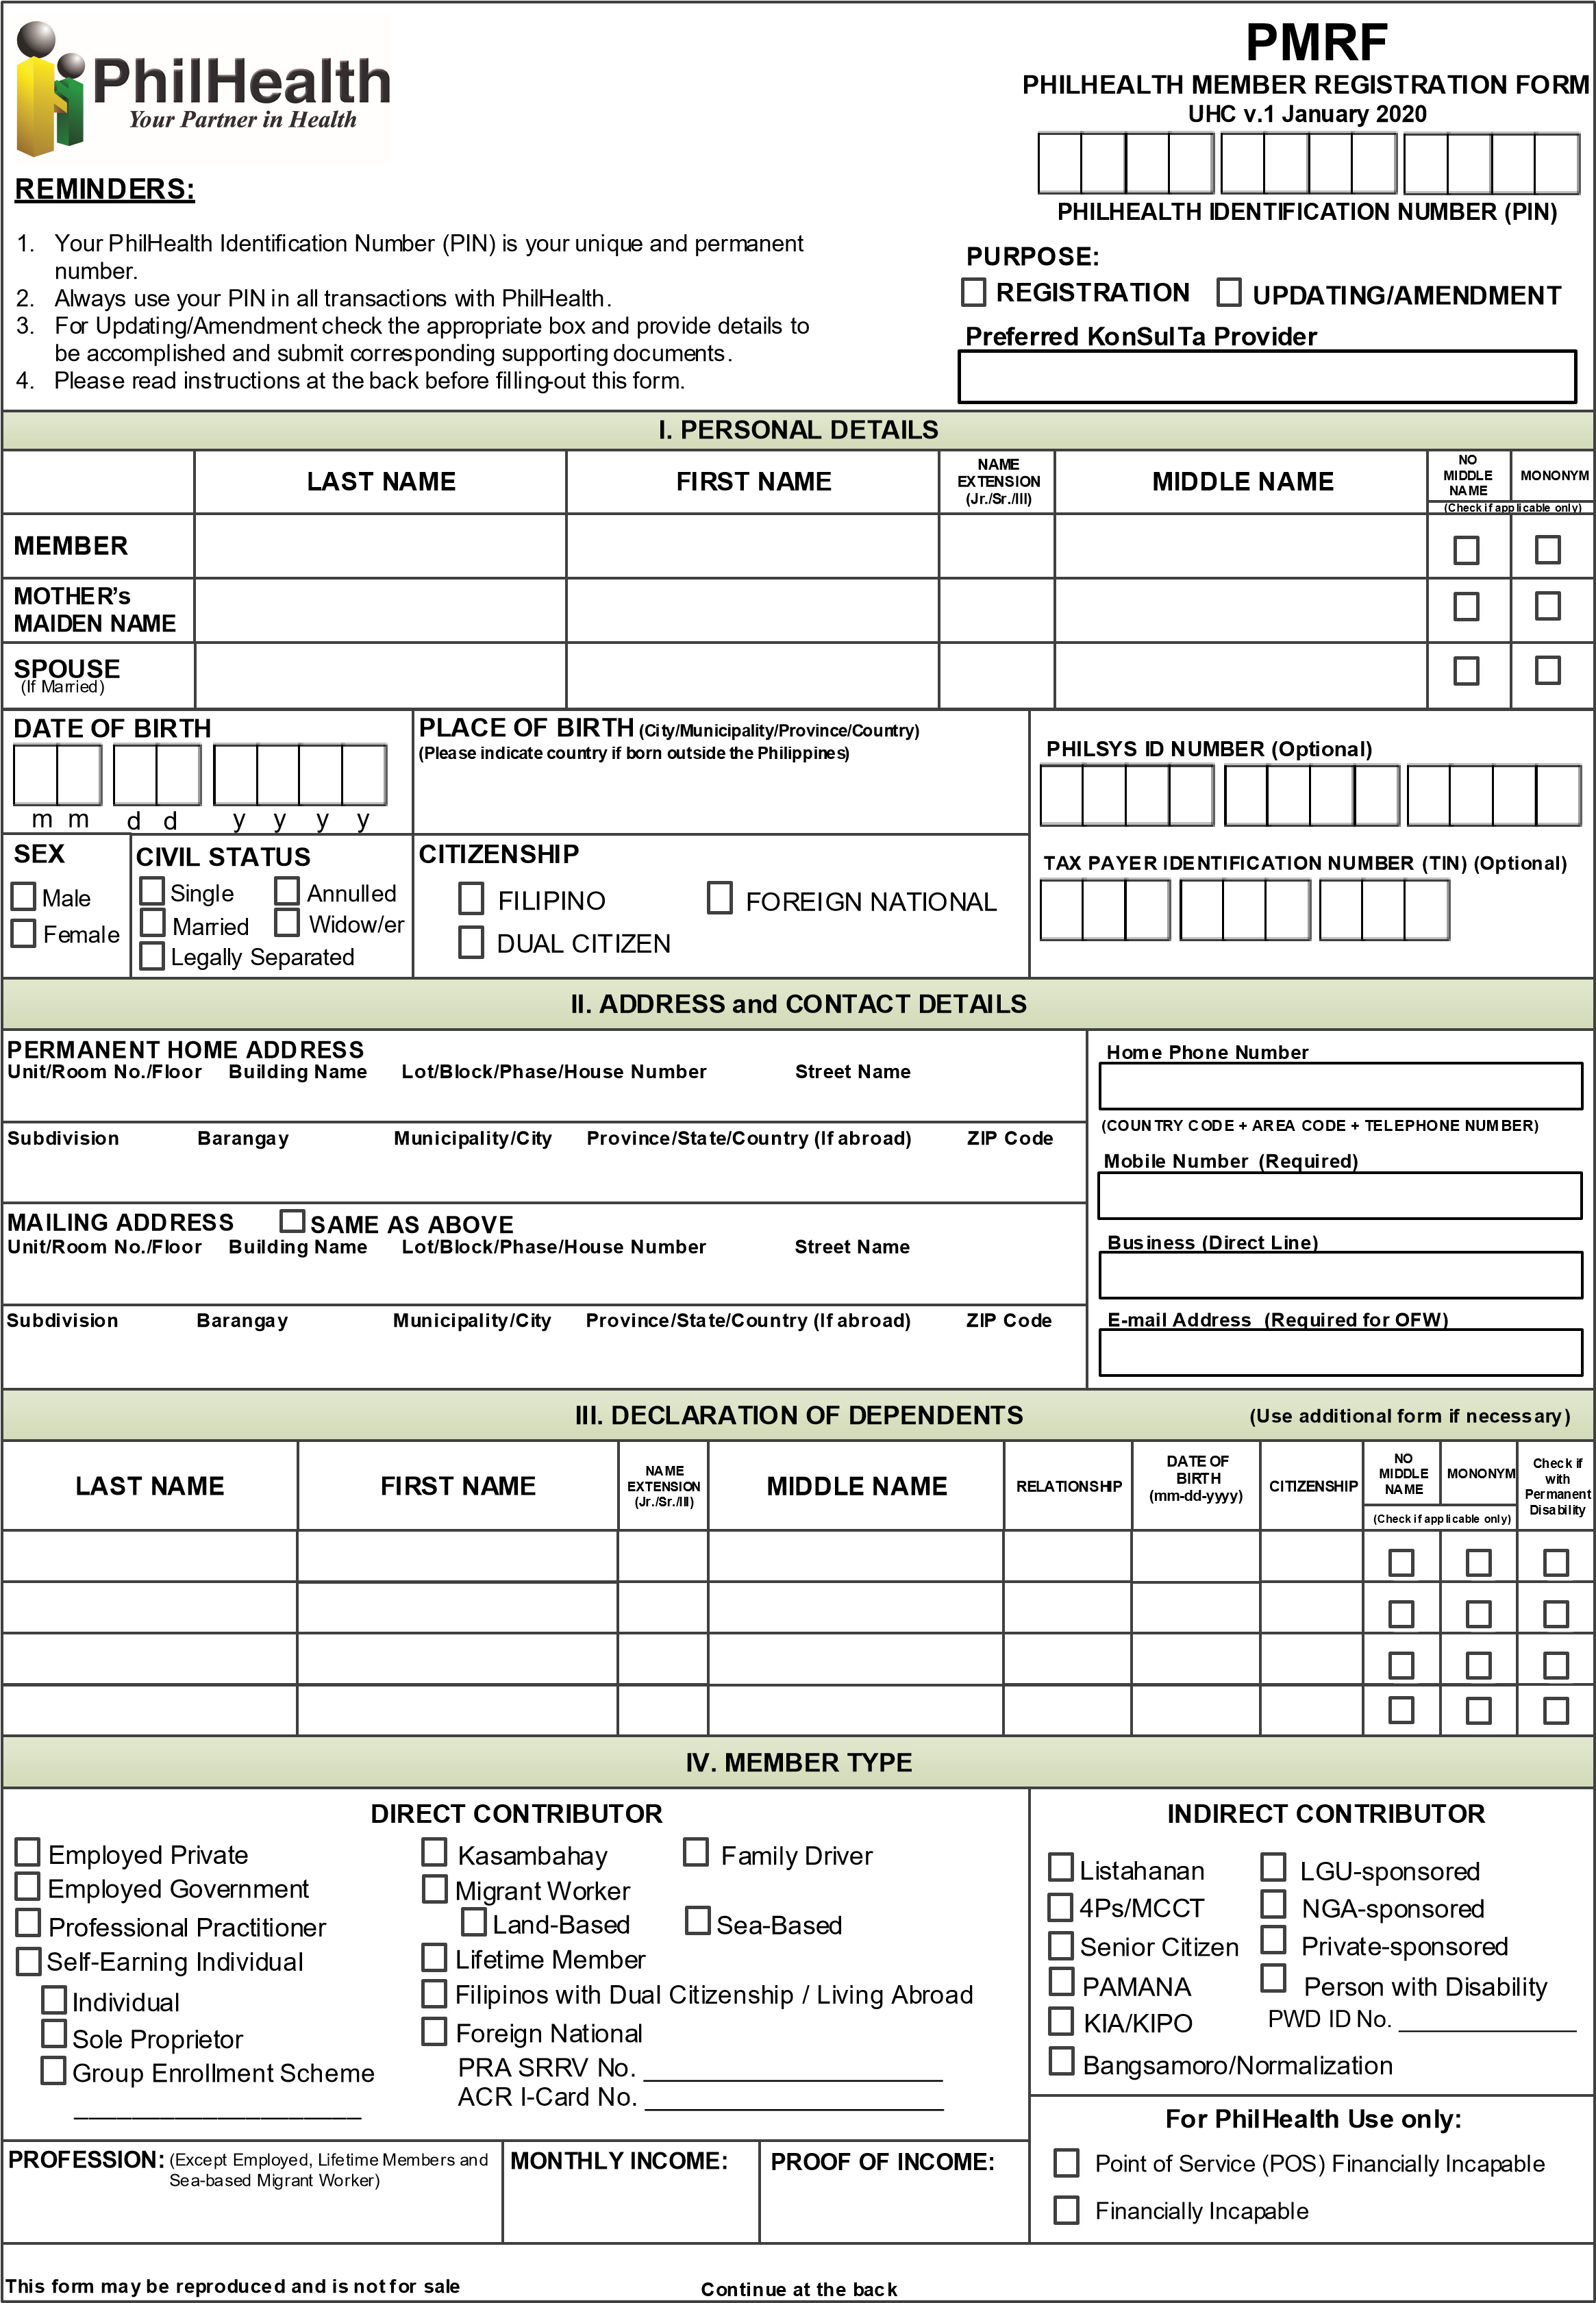 PhilHealth
Your Partner in Health
PMRF
PHILHEALTH MEMBER REGISTRATION FORM
UHC v.1 January 2020
PHILHEALTH IDENTIFICATION NUMBER (PIN)
REMINDERS:
1. Your PhilHealth Identification Number (PIN) is your unique and permanent
number.
2. Always use your PIN in all transactions with PhilHealth.
3. For Updating/Amendment check the appropriate box and provide details to
be accomplished and submit corresponding supporting documents.
4. Please read instructions at the back before filling-out this form.
PURPOSE:
REGISTRATION UPDATING/AMENDMENT
Preferred KonSulTa Provider
I. PERSONAL DETAILS
LAST NAME FIRST NAME NAME EXTENSION (Jr./Sr./III) MIDDLE NAME NO MIDDLE NAME MONONYM
(Check if applicable only)
MEMBER
MOTHER's
MAIDEN NAME
SPOUSE
(If Married)
DATE OF BIRTH
m m d d y y y y
PLACE OF BIRTH (City/Municipality/Province/Country)
(Please indicate country if born outside the Philippines)
PHILSYS ID NUMBER (Optional)
SEX
Male
Female
CIVIL STATUS
Single Annulled
Married Widow/er
Legally Separated
CITIZENSHIP
FILIPINO FOREIGN NATIONAL
DUAL CITIZEN
TAX PAYER IDENTIFICATION NUMBER (TIN) (Optional)
II. ADDRESS and CONTACT DETAILS
PERMANENT HOME ADDRESS
Unit/Room No./Floor Building Name Lot/Block/Phase/House Number Street Name
Subdivision Barangay Municipality/City Province/State/Country (If abroad) ZIP Code
MAILING ADDRESS SAME AS ABOVE
Unit/Room No./Floor Building Name Lot/Block/Phase/House Number Street Name
Subdivision Barangay Municipality/City Province/State/Country (If abroad) ZIP Code
Home Phone Number
(COUNTRY CODE + AREA CODE + TELEPHONE NUMBER)
Mobile Number (Required)
Business (Direct Line)
E-mail Address (Required for OFW)
III. DECLARATION OF DEPENDENTS (Use additional form if necessary)
LAST NAME FIRST NAME NAME EXTENSION (Jr./Sr./III) MIDDLE NAME RELATIONSHIP DATE OF BIRTH (mm-dd-yyyy) CITIZENSHIP NO MIDDLE NAME MONONYM Check if with Permanent Disability
(Check if applicable only)
IV. MEMBER TYPE
DIRECT CONTRIBUTOR
Employed Private
Employed Government
Professional Practitioner
Self-Earning Individual
Individual
Sole Proprietor
Group Enrollment Scheme
____________________
Kasambahay Family Driver
Migrant Worker
Land-Based Sea-Based
Lifetime Member
Filipinos with Dual Citizenship / Living Abroad
Foreign National
PRA SRRV No. ____________________
ACR I-Card No. ____________________
INDIRECT CONTRIBUTOR
Listahanan LGU-sponsored
4Ps/MCCT NGA-sponsored
Senior Citizen Private-sponsored
PAMANA Person with Disability
KIA/KIPO PWD ID No. ____________
Bangsamoro/Normalization
PROFESSION: (Except Employed, Lifetime Members and
Sea-based Migrant Worker)
MONTHLY INCOME:
PROOF OF INCOME:
For PhilHealth Use only:
Point of Service (POS) Financially Incapable
Financially Incapable
This form may be reproduced and is not for sale
Continue at the back